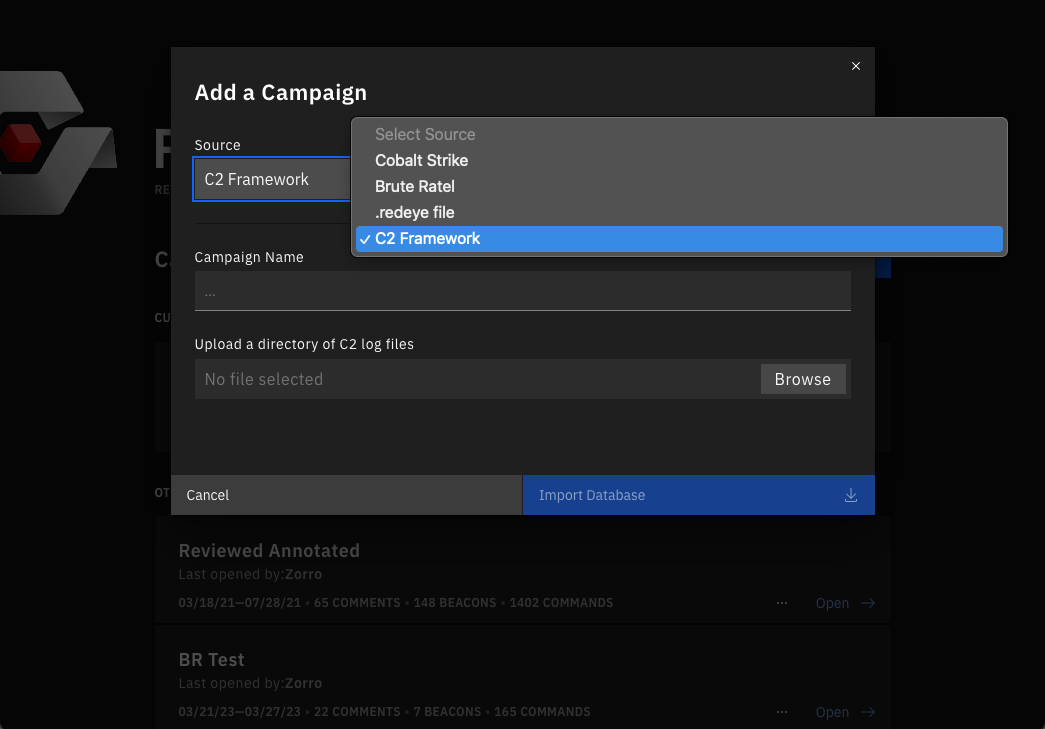 Add a Campaign
Source
C2 Framework
Select Source
Cobalt Strike
Brute Ratel
.redeye file
✓ C2 Framework
Campaign Name
...
Upload a directory of C2 log files
No file selected
Browse
Cancel
Import Database
RE
CU
OT
Reviewed Annotated
Last opened by:Zorro
03/18/21—07/28/21 • 65 COMMENTS • 148 BEACONS • 1402 COMMANDS
... Open →
BR Test
Last opened by:Zorro
03/21/23—03/27/23 • 22 COMMENTS • 7 BEACONS • 165 COMMANDS
... Open →